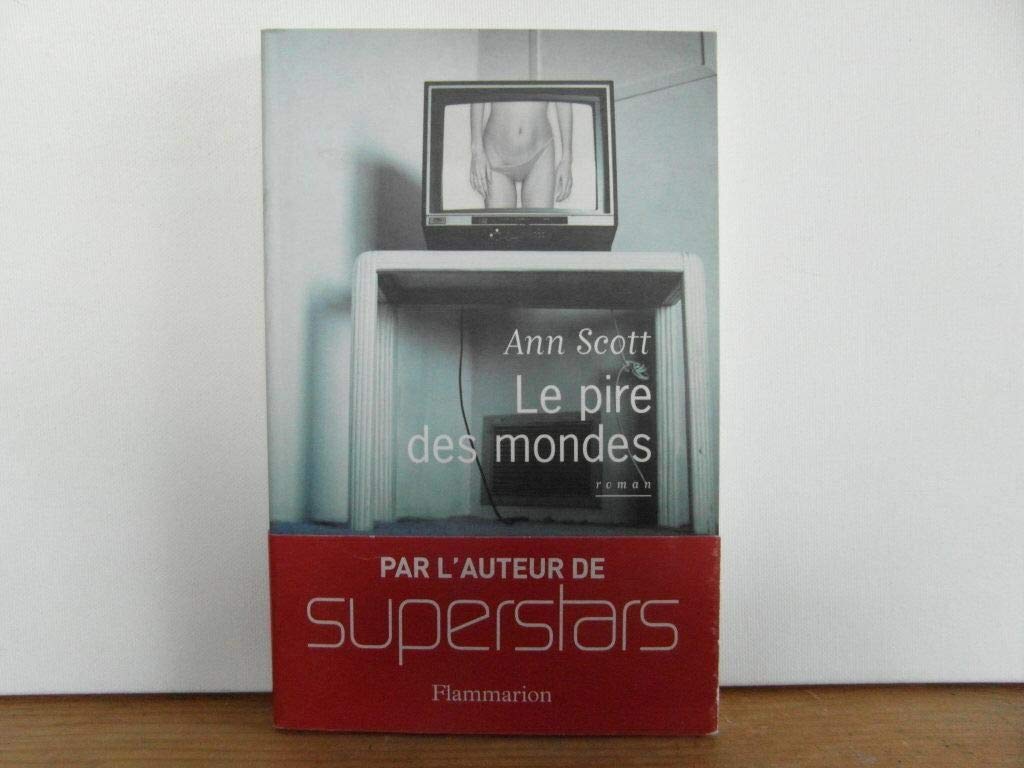 Ann Scott
Le pire
des mondes
roman
PAR L'AUTEUR DE
superstars
Flammarion